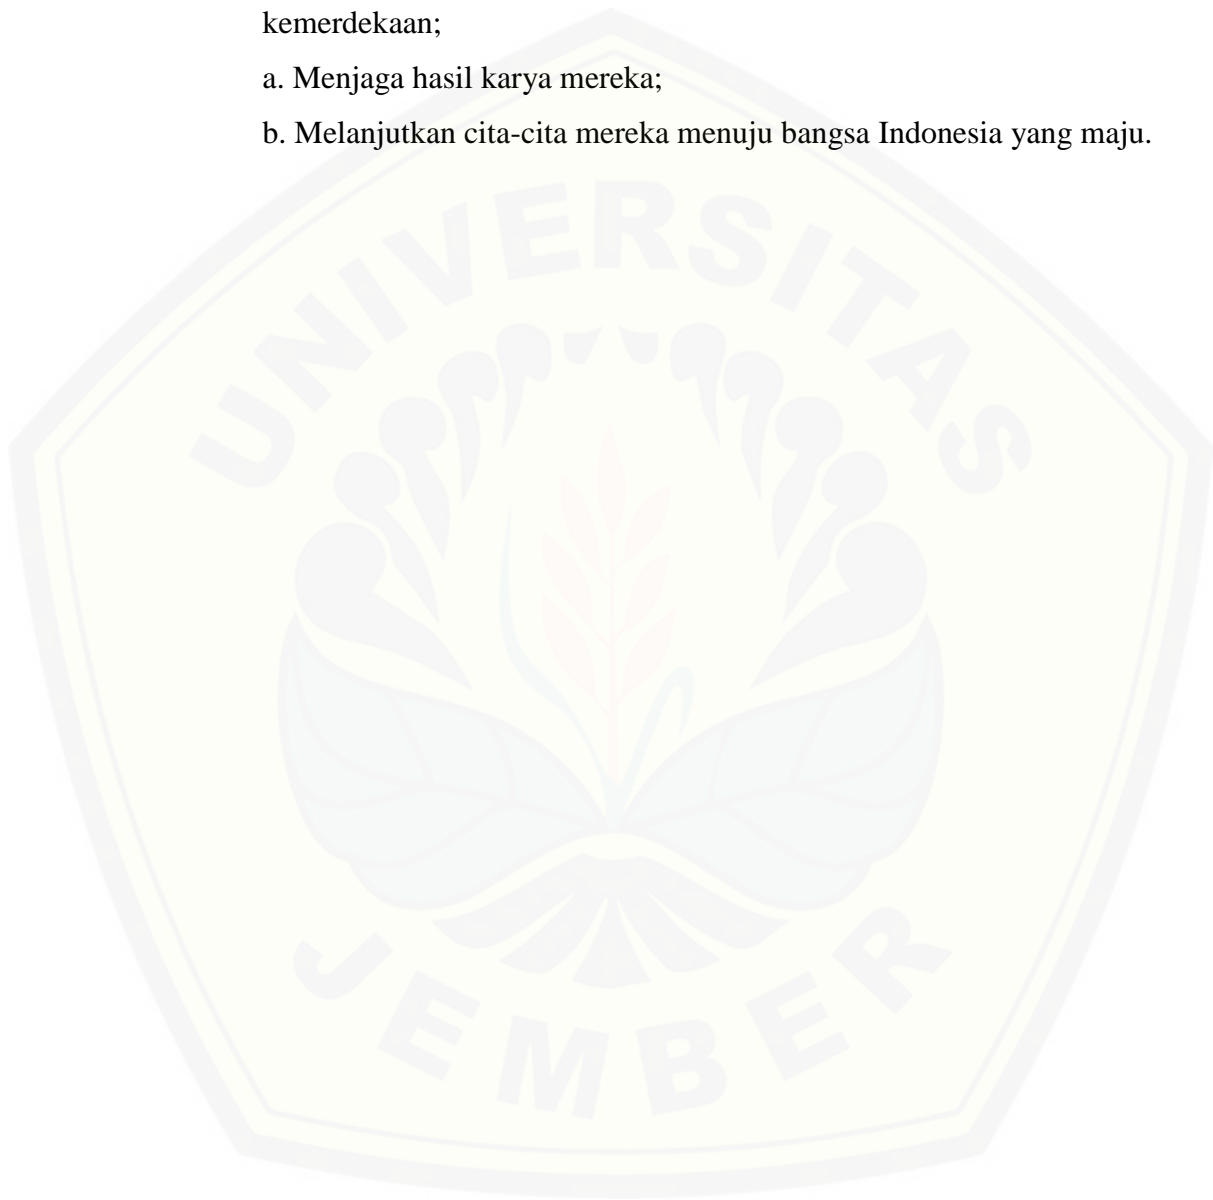 kemerdekaan;
a. Menjaga hasil karya mereka;
b. Melanjutkan cita-cita mereka menuju bangsa Indonesia yang maju.
UNIVERSITAS
JEMBER